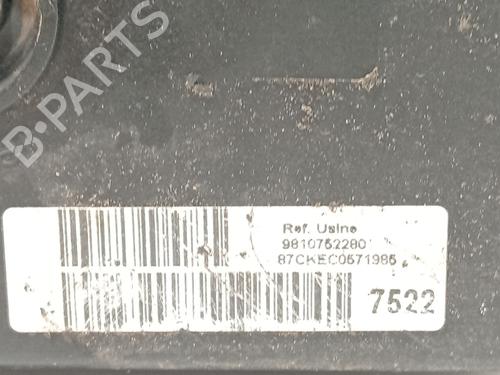 B-PARTS
Ref. Usine
9810752280
87CKEC0571985
7522